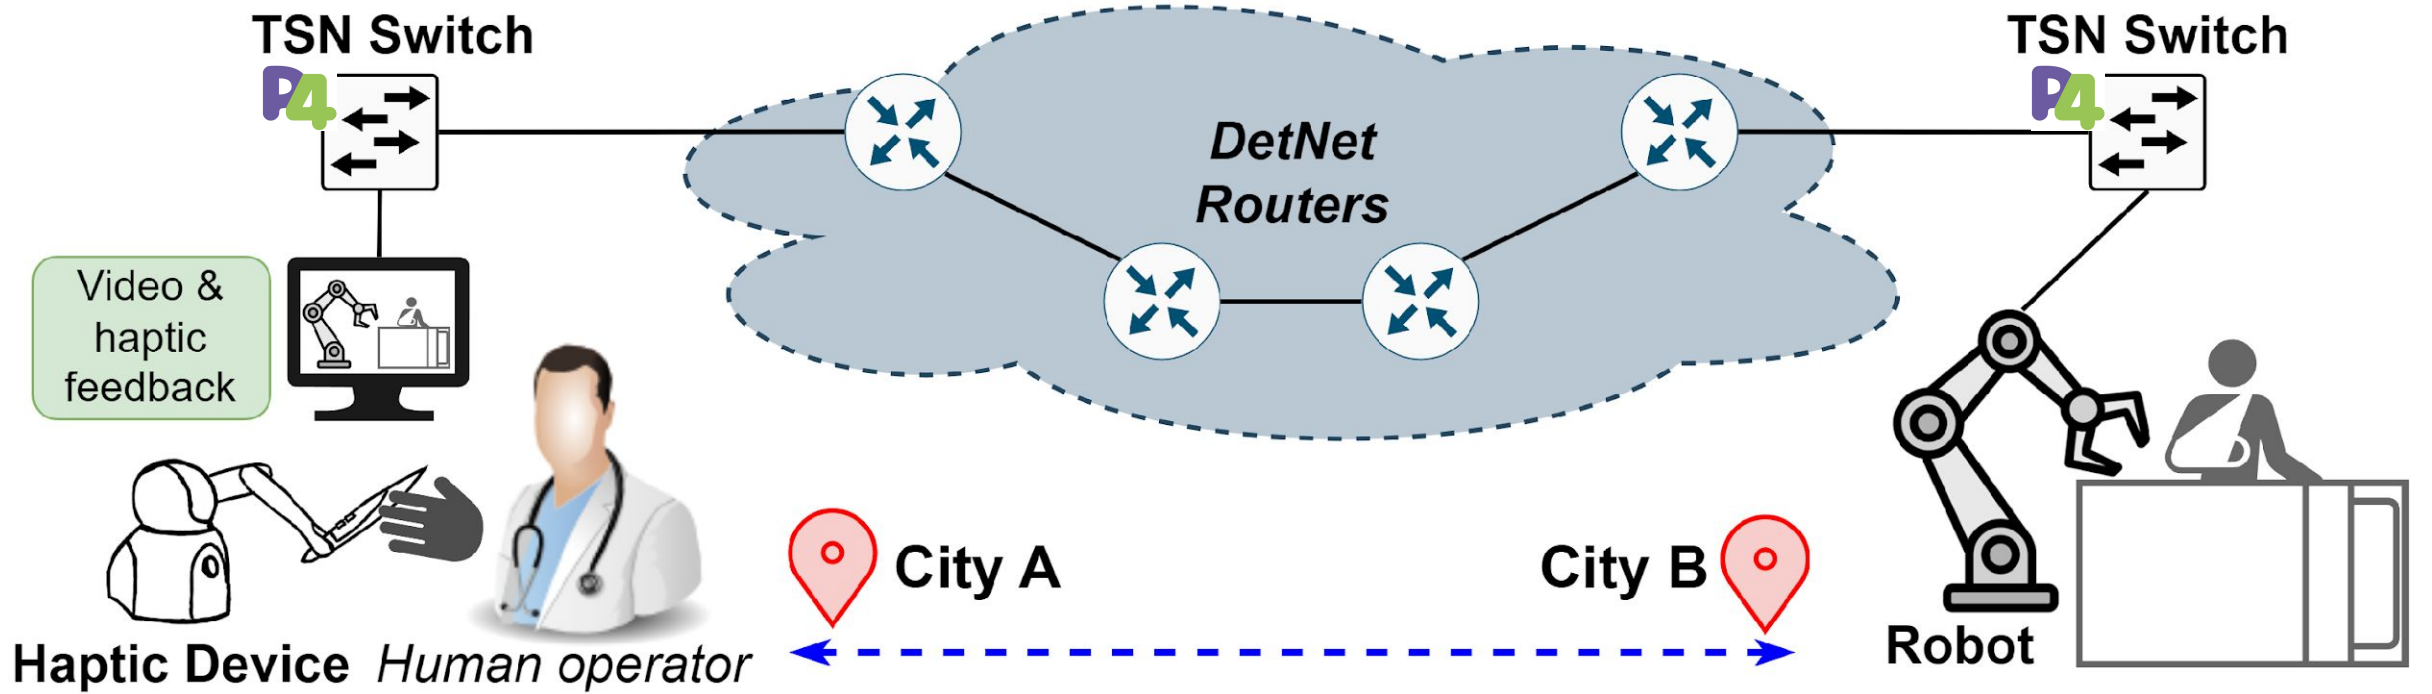 TSN Switch
P4
DetNet
Routers
TSN Switch
P4
Video &
haptic
feedback
City A
City B
Haptic Device
Human operator
Robot